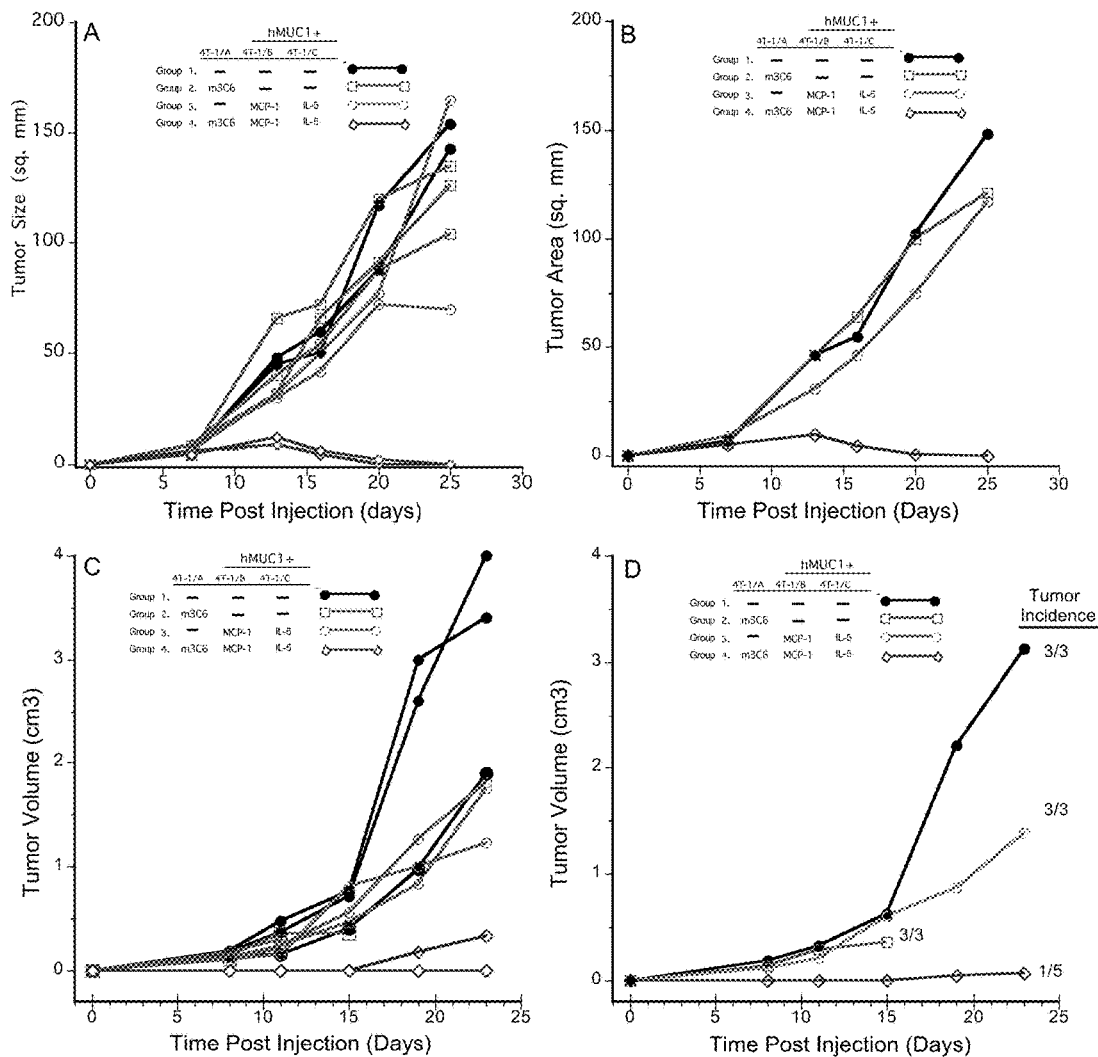 A
hMUC1+
4T-1/A 4T-1/B 4T-1/C
Group 1. – – –
Group 2. m3C6 – –
Group 3. – MCP-1 IL-6
Group 4. m3C6 MCP-1 IL-6
Tumor Size (sq. mm)
200
150
100
50
0
0 5 10 15 20 25 30
Time Post Injection (days)
B
hMUC1+
4T-1/A 4T-1/B 4T-1/C
Group 1. – – –
Group 2. m3C6 – –
Group 3. – MCP-1 IL-6
Group 4. m3C6 MCP-1 IL-6
Tumor Area (sq. mm)
200
150
100
50
0
0 5 10 15 20 25 30
Time Post Injection (Days)
C
hMUC1+
4T-1/A 4T-1/B 4T-1/C
Group 1. – – –
Group 2. m3C6 – –
Group 3. – MCP-1 IL-6
Group 4. m3C6 MCP-1 IL-6
Tumor Volume (cm3)
4
3
2
1
0
0 5 10 15 20 25
Time Post Injection (Days)
D
hMUC1+
4T-1/A 4T-1/B 4T-1/C
Group 1. – – –
Group 2. m3C6 – –
Group 3. – MCP-1 IL-6
Group 4. m3C6 MCP-1 IL-6
Tumor
Incidence
3/3
3/3
3/3
1/5
Tumor Volume (cm3)
4
3
2
1
0
0 5 10 15 20 25
Time Post Injection (Days)